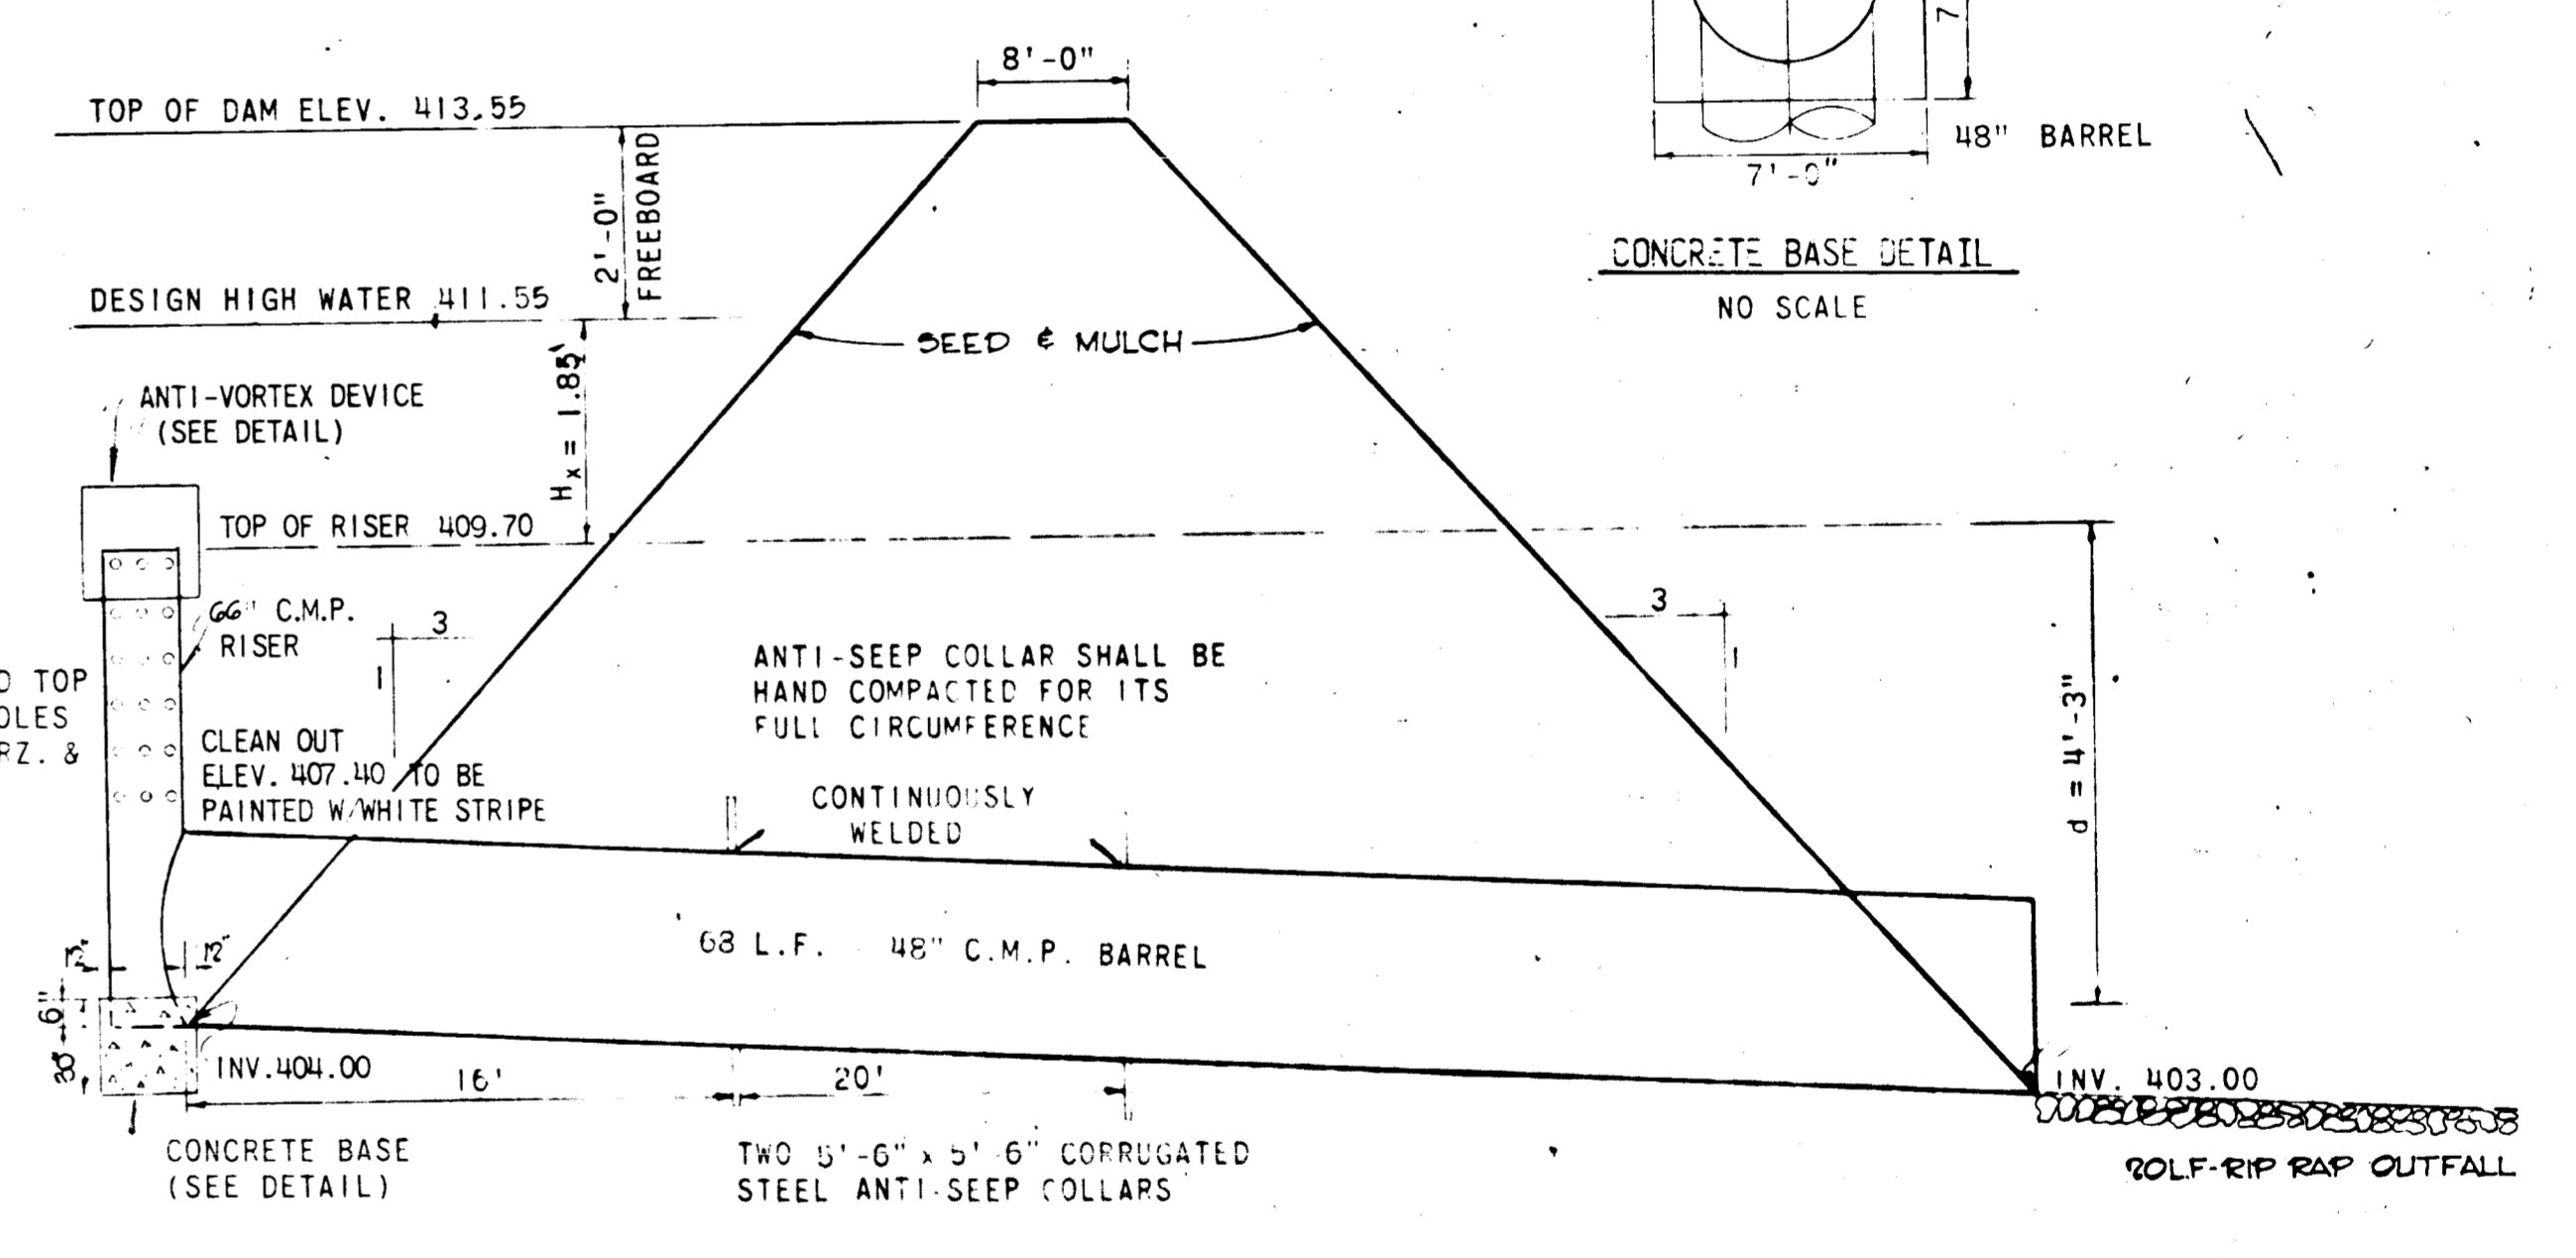 8'-0"
TOP OF DAM ELEV. 413.55
2'-0"
FREEBOARD
7
48" BARREL
7'-0"
CONCRETE BASE DETAIL
NO SCALE
DESIGN HIGH WATER 411.55
SEED & MULCH
Hx = 1.85'
ANTI-VORTEX DEVICE
(SEE DETAIL)
TOP OF RISER 409.70
66" C.M.P.
RISER
3
1
3
1
D TOP
OLES
RZ. &
ANTI-SEEP COLLAR SHALL BE
HAND COMPACTED FOR ITS
FULL CIRCUMFERENCE
d = 4'-3"
CLEAN OUT
ELEV. 407.40 TO BE
PAINTED W/WHITE STRIPE
CONTINUOUSLY
WELDED
68 L.F. 48" C.M.P. BARREL
12"
6"
INV. 404.00
16'
20'
INV. 403.00
CONCRETE BASE
(SEE DETAIL)
TWO 5'-6" x 5'-6" CORRUGATED
STEEL ANTI-SEEP COLLARS
20 L.F-RIP RAP OUTFALL